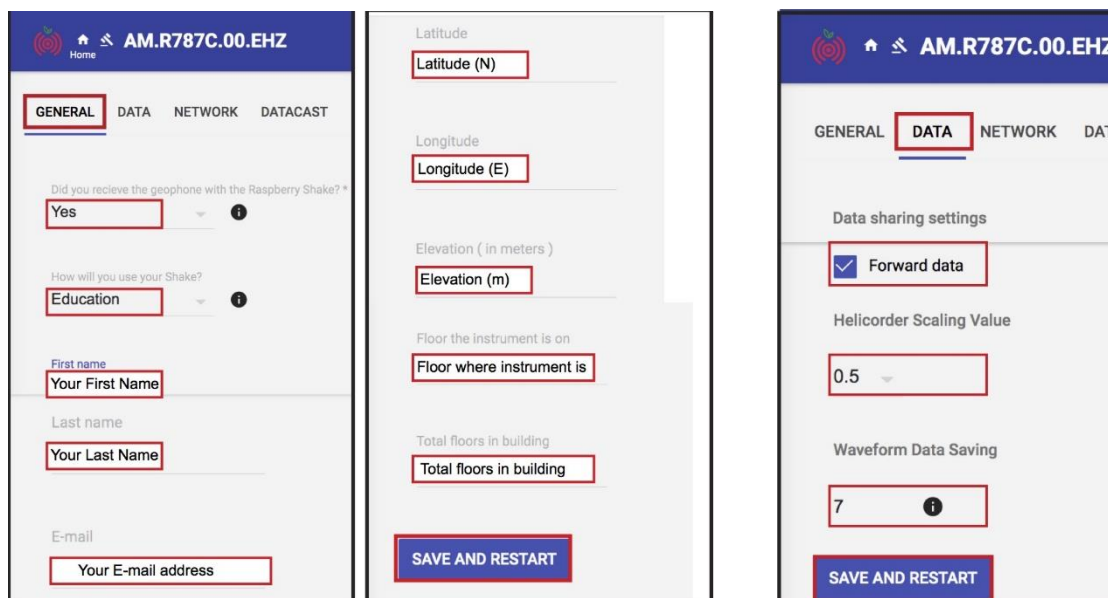 AM.R787C.00.EHZ
Home
GENERAL DATA NETWORK DATACAST
Did you recieve the geophone with the Raspberry Shake? *
Yes
How will you use your Shake?
Education
First name
Your First Name
Last name
Your Last Name
E-mail
Your E-mail address
Latitude
Latitude (N)
Longitude
Longitude (E)
Elevation ( in meters )
Elevation (m)
Floor the instrument is on
Floor where instrument is
Total floors in building
Total floors in building
SAVE AND RESTART
AM.R787C.00.EHZ
GENERAL DATA NETWORK DAT
Data sharing settings
Forward data
Helicorder Scaling Value
0.5
Waveform Data Saving
7
SAVE AND RESTART